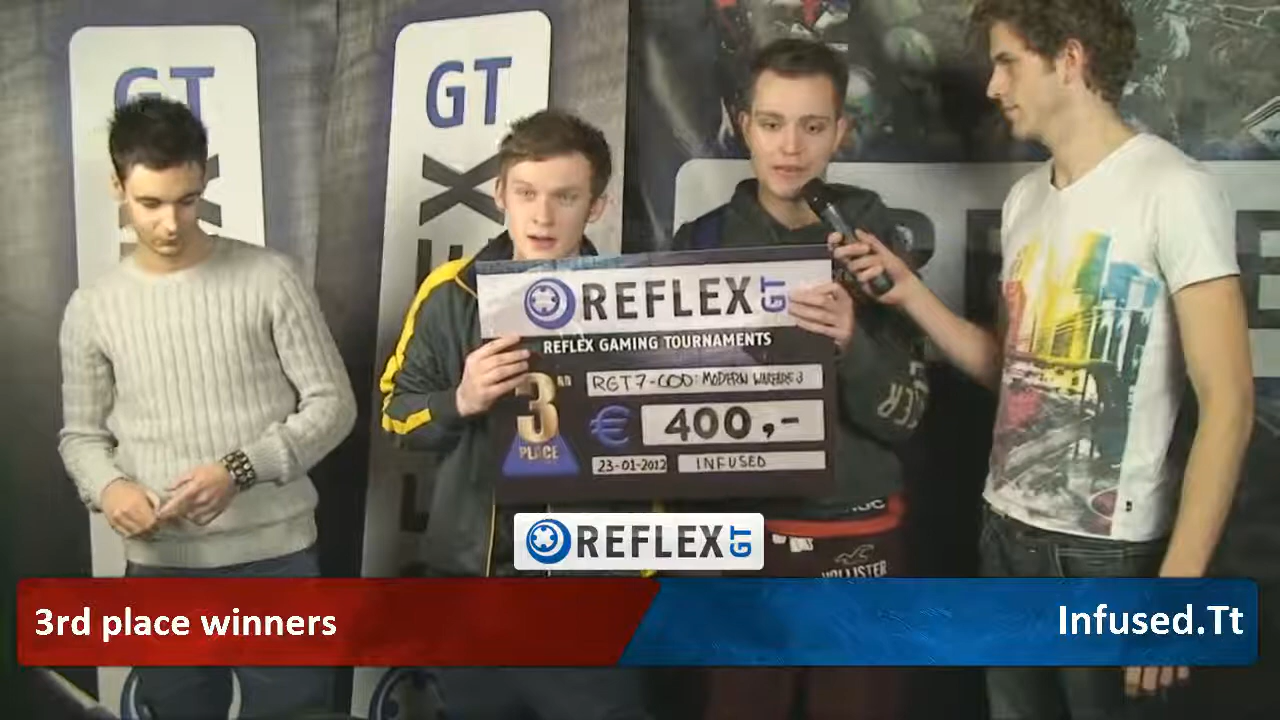 GT
GT
EX
REFLEX GT
REFLEX GAMING TOURNAMENTS
3RD
PLACE
RGT7-COD: MODERN WARFARE 3
€ 400,-
23-01-2012
INFUSED
HOLLISTER
REFLEX GT
3rd place winners
Infused.Tt